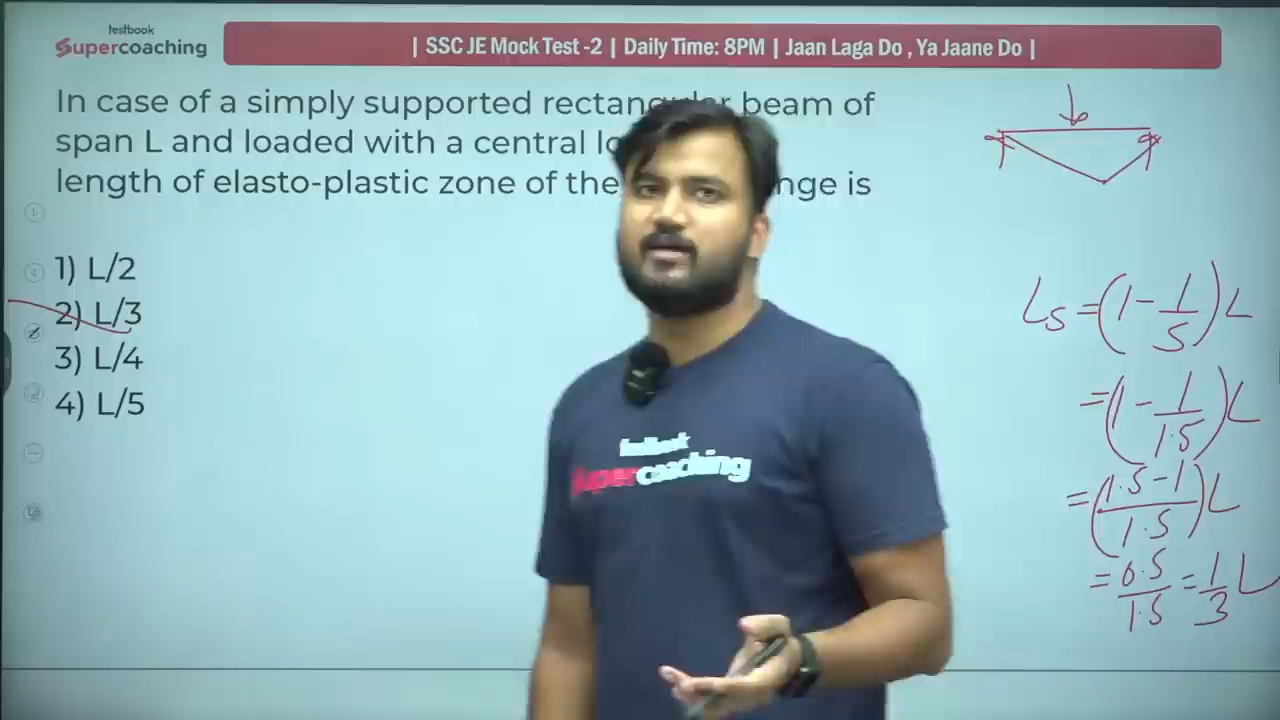 testbook
Supercoaching
| SSC JE Mock Test -2 | Daily Time: 8PM | Jaan Laga Do , Ya Jaane Do |
In case of a simply supported rectangular beam of
span L and loaded with a central
length of elasto-plastic zone of the
is
1) L/2
2) L/3
3) L/4
4) L/5
Ls = (1 - 1/S) L
= (1 - 1/1.5) L
= (1.5 - 1/1.5) L
= 0.5/1.5 = 1/3 L
testbook
Supercoaching